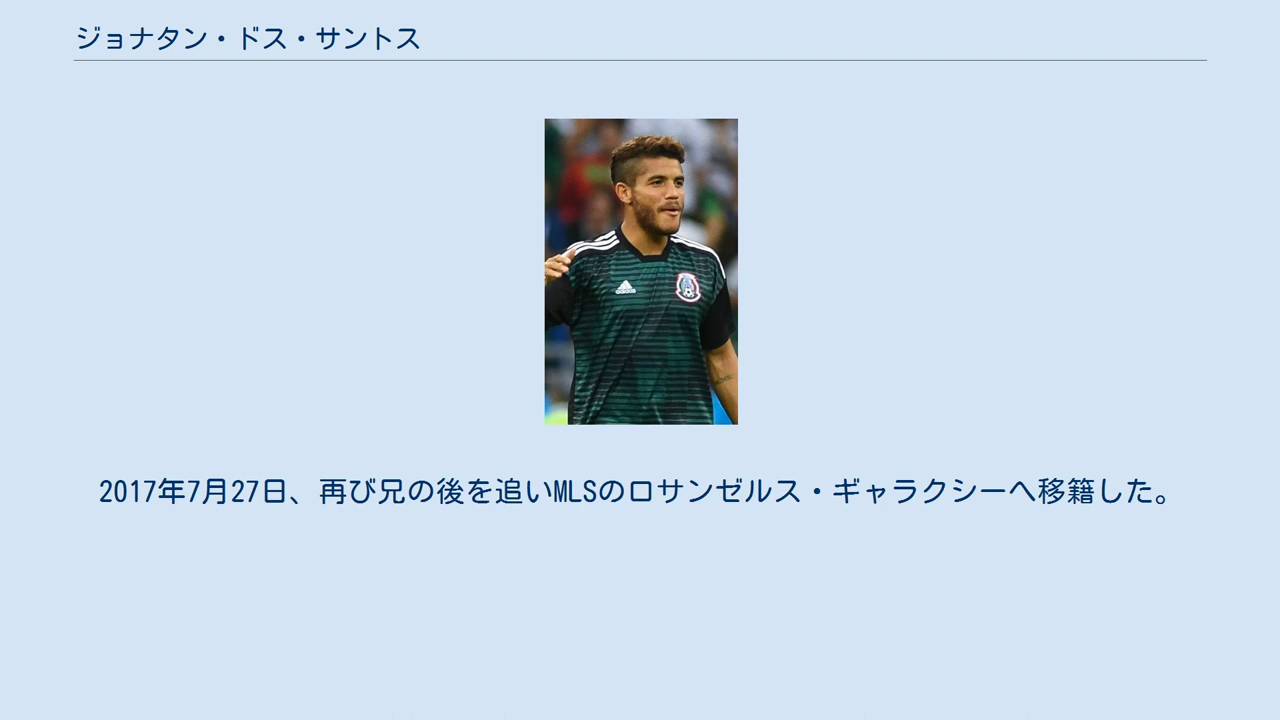 ジョナタン・ドス・サントス
adidas
2017年7月27日、再び兄の後を追いMLSのロサンゼルス・ギャラクシーへ移籍した。